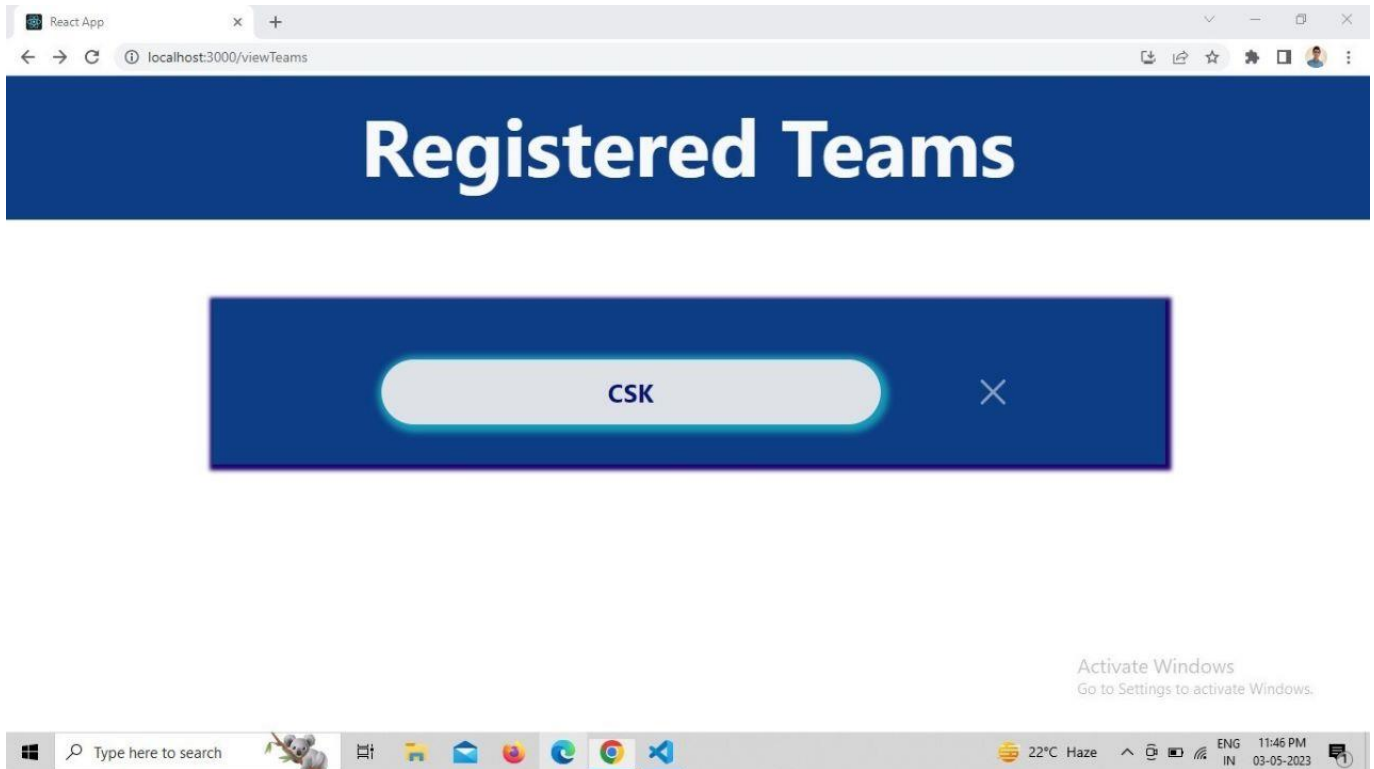 React App
localhost:3000/viewTeams
Registered Teams
CSK
Activate Windows
Go to Settings to activate Windows.
Type here to search
22°C Haze
ENG
IN
11:46 PM
03-05-2023
1